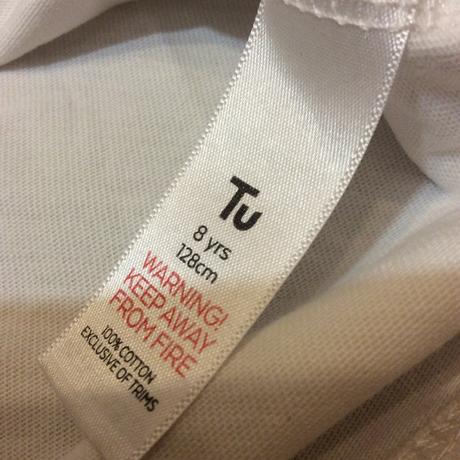 Tu
8 yrs
128cm
WARNING!
KEEP AWAY
FROM FIRE
100% COTTON
EXCLUSIVE OF TRIMS